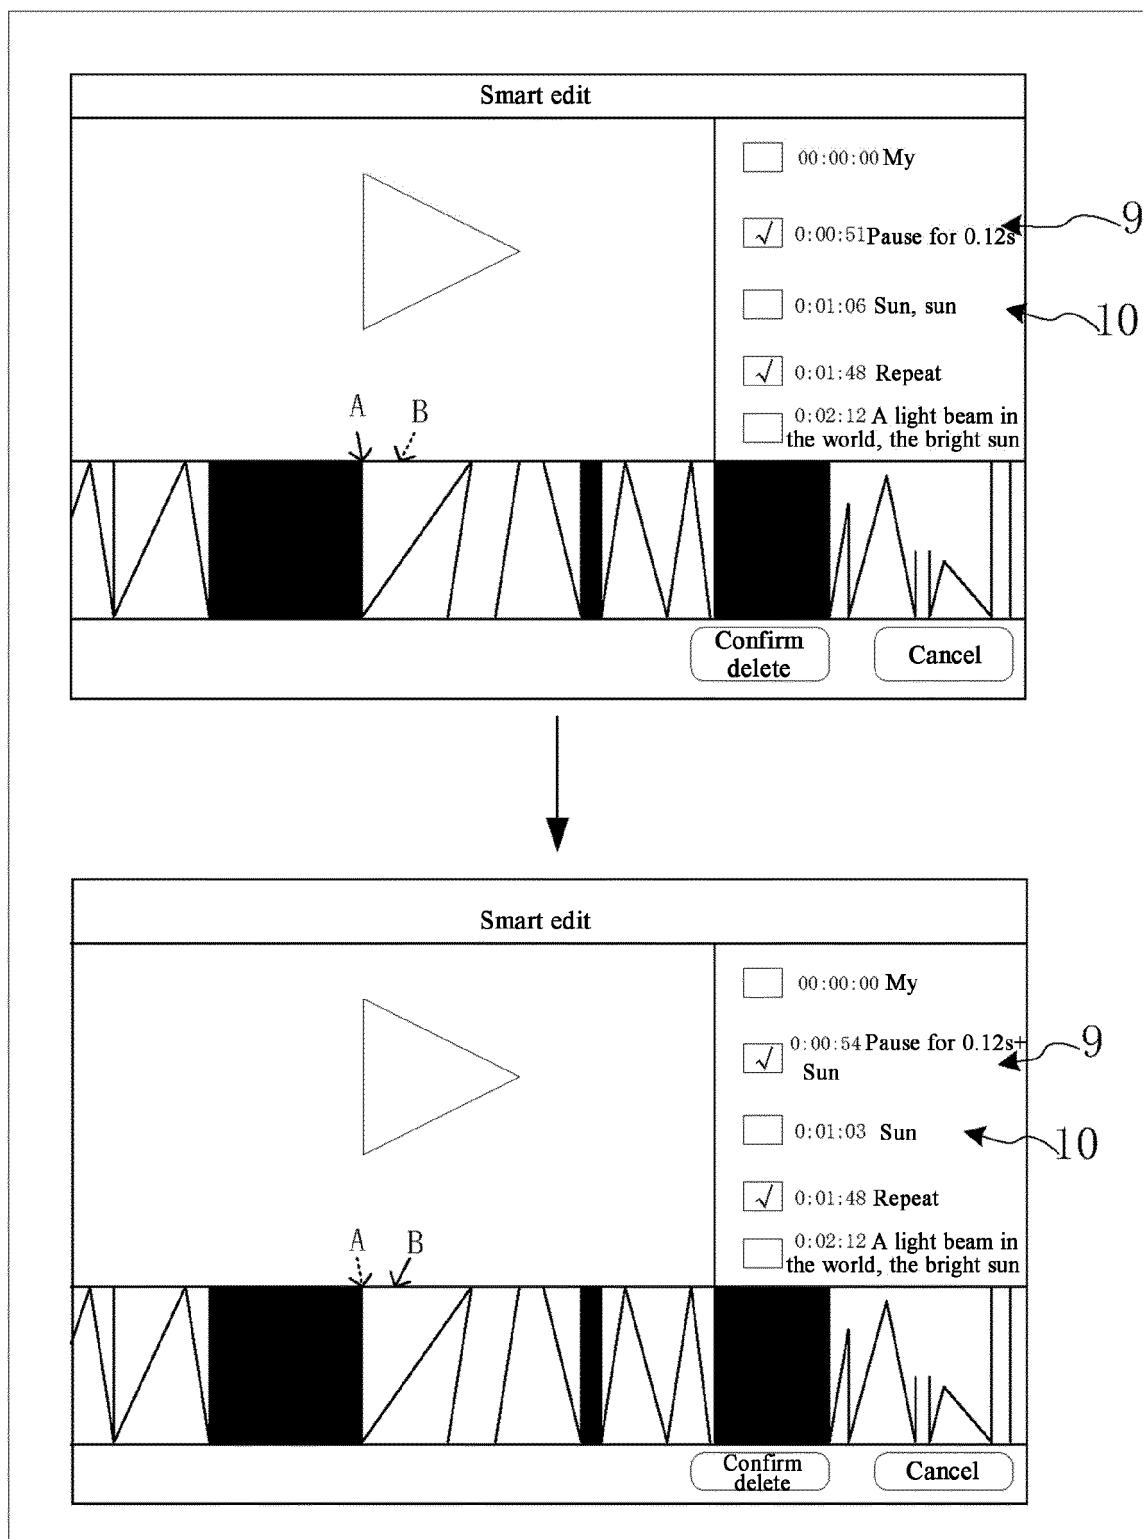 Smart edit
00:00:00 My
√ 0:00:51 Pause for 0.12s
9
0:01:06 Sun, sun
10
√ 0:01:48 Repeat
0:02:12 A light beam in
the world, the bright sun
A B
Confirm
delete
Cancel
Smart edit
00:00:00 My
√ 0:00:54 Pause for 0.12s+
Sun
9
0:01:03 Sun
10
√ 0:01:48 Repeat
0:02:12 A light beam in
the world, the bright sun
A B
Confirm
delete
Cancel